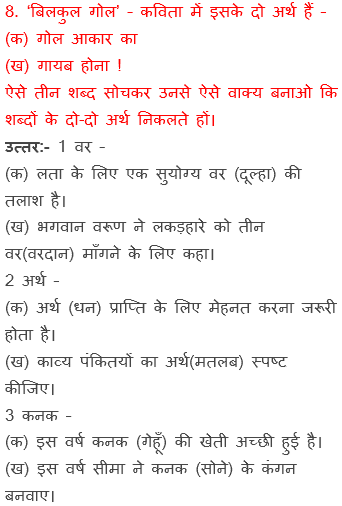 8. 'बिलकुल गोल' - कविता में इसके दो अर्थ हैं -
(क) गोल आकार का
(ख) गायब होना !
ऐसे तीन शब्द सोचकर उनसे ऐसे वाक्य बनाओ कि
शब्दों के दो-दो अर्थ निकलते हों।
उत्तर:- 1 वर -
(क) लता के लिए एक सुयोग्य वर (दूल्हा) की
तलाश है।
(ख) भगवान वरूण ने लकड़हारे को तीन
वर(वरदान) माँगने के लिए कहा।
2 अर्थ -
(क) अर्थ (धन) प्राप्ति के लिए मेहनत करना जरूरी
होता है।
(ख) काव्य पंकितयों का अर्थ(मतलब) स्पष्ट
कीजिए।
3 कनक -
(क) इस वर्ष कनक (गेहूँ) की खेती अच्छी हुई है।
(ख) इस वर्ष सीमा ने कनक (सोने) के कंगन
बनवाए।